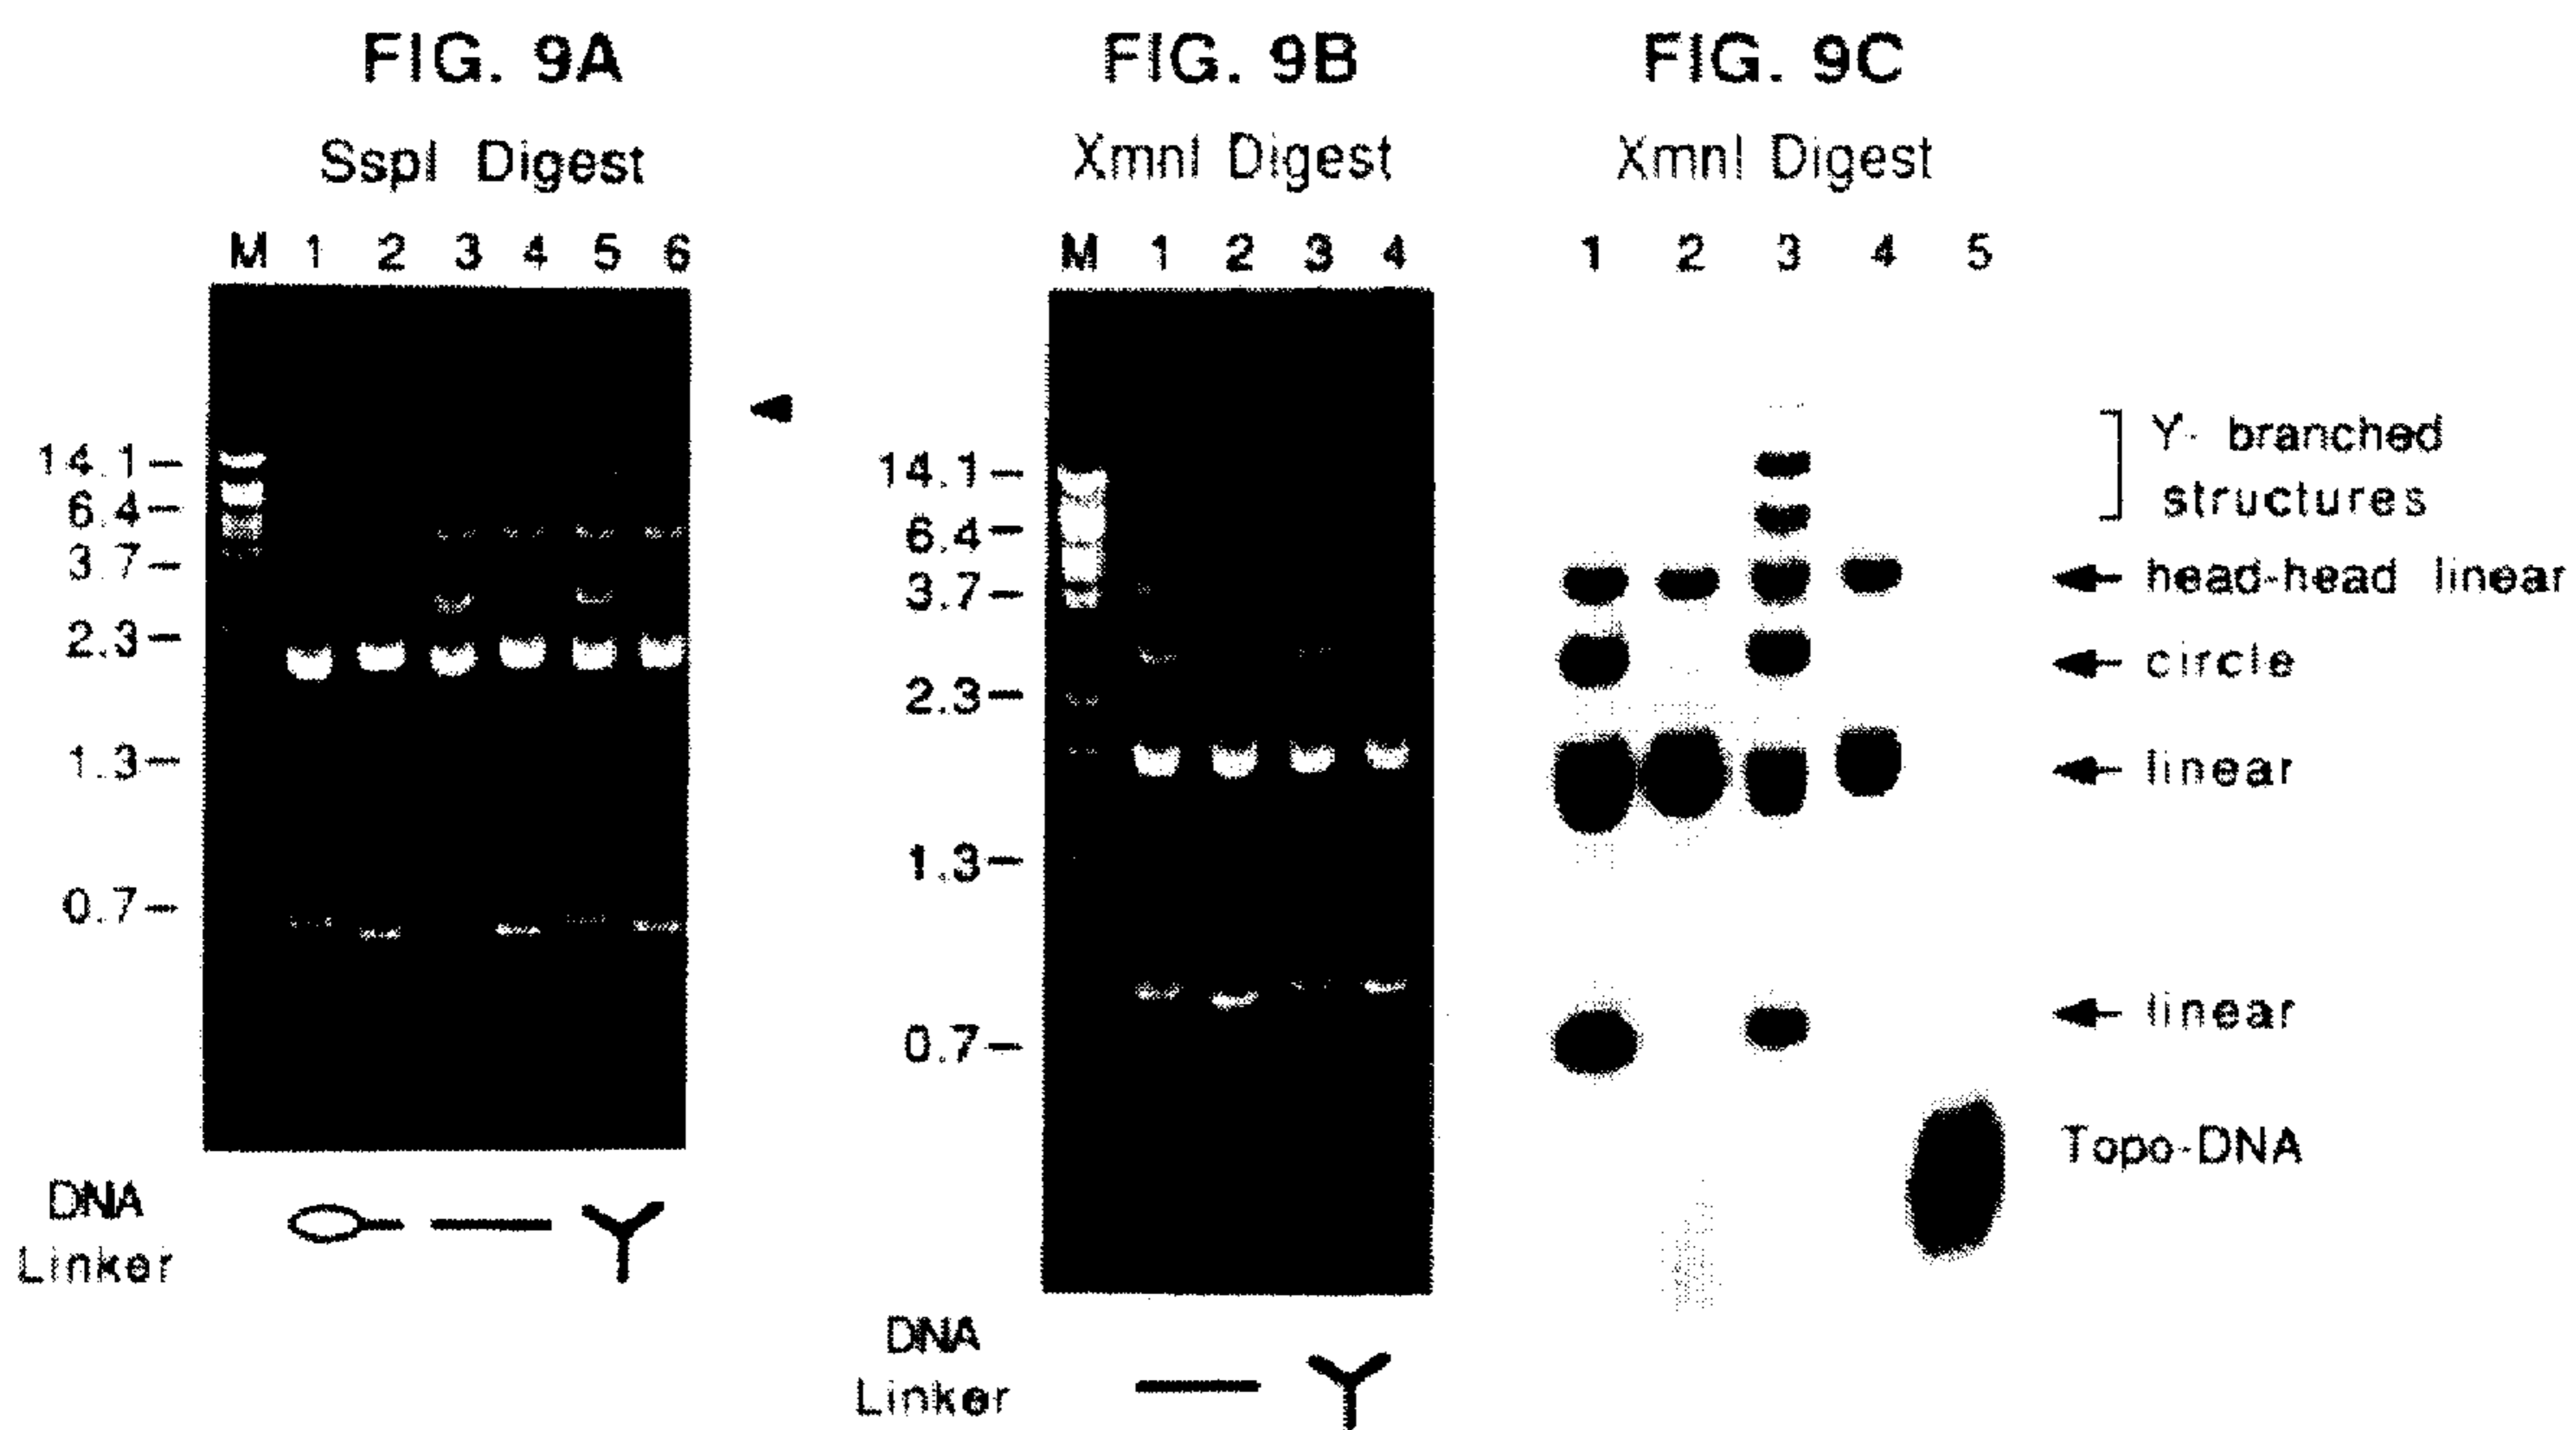 FIG. 9A
SspI Digest
M 1 2 3 4 5 6
14.1
6.4
3.7
2.3
1.3
0.7
DNA
Linker
FIG. 9B
XmnI Digest
M 1 2 3 4
14.1
6.4
3.7
2.3
1.3
0.7
DNA
Linker
FIG. 9C
XmnI Digest
1 2 3 4 5
Y- branched
structures
head-head linear
circle
linear
linear
Topo-DNA